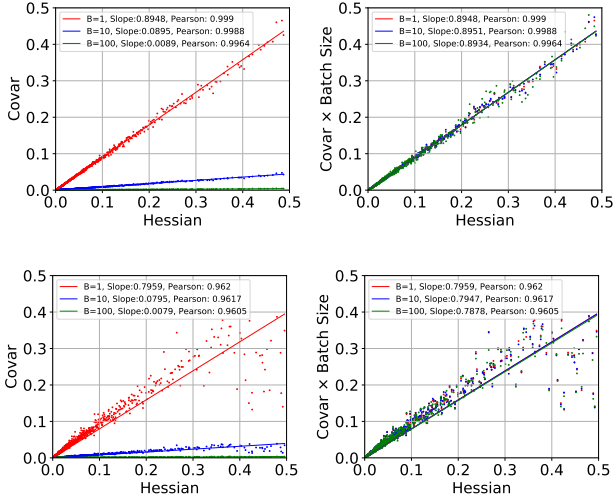 B=1, Slope:0.8948, Pearson: 0.999
B=10, Slope:0.0895, Pearson: 0.9988
B=100, Slope:0.0089, Pearson: 0.9964
0.5
0.4
0.3
0.2
0.1
0.0
Covar
0.0 0.1 0.2 0.3 0.4 0.5
Hessian
B=1, Slope:0.8948, Pearson: 0.999
B=10, Slope:0.8951, Pearson: 0.9988
B=100, Slope:0.8934, Pearson: 0.9964
0.5
0.4
0.3
0.2
0.1
0.0
Covar × Batch Size
0.0 0.1 0.2 0.3 0.4 0.5
Hessian
B=1, Slope:0.7959, Pearson: 0.962
B=10, Slope:0.0795, Pearson: 0.9617
B=100, Slope:0.0079, Pearson: 0.9605
0.5
0.4
0.3
0.2
0.1
0.0
Covar
0.0 0.1 0.2 0.3 0.4 0.5
Hessian
B=1, Slope:0.7959, Pearson: 0.962
B=10, Slope:0.7947, Pearson: 0.9617
B=100, Slope:0.7878, Pearson: 0.9605
0.5
0.4
0.3
0.2
0.1
0.0
Covar × Batch Size
0.0 0.1 0.2 0.3 0.4 0.5
Hessian